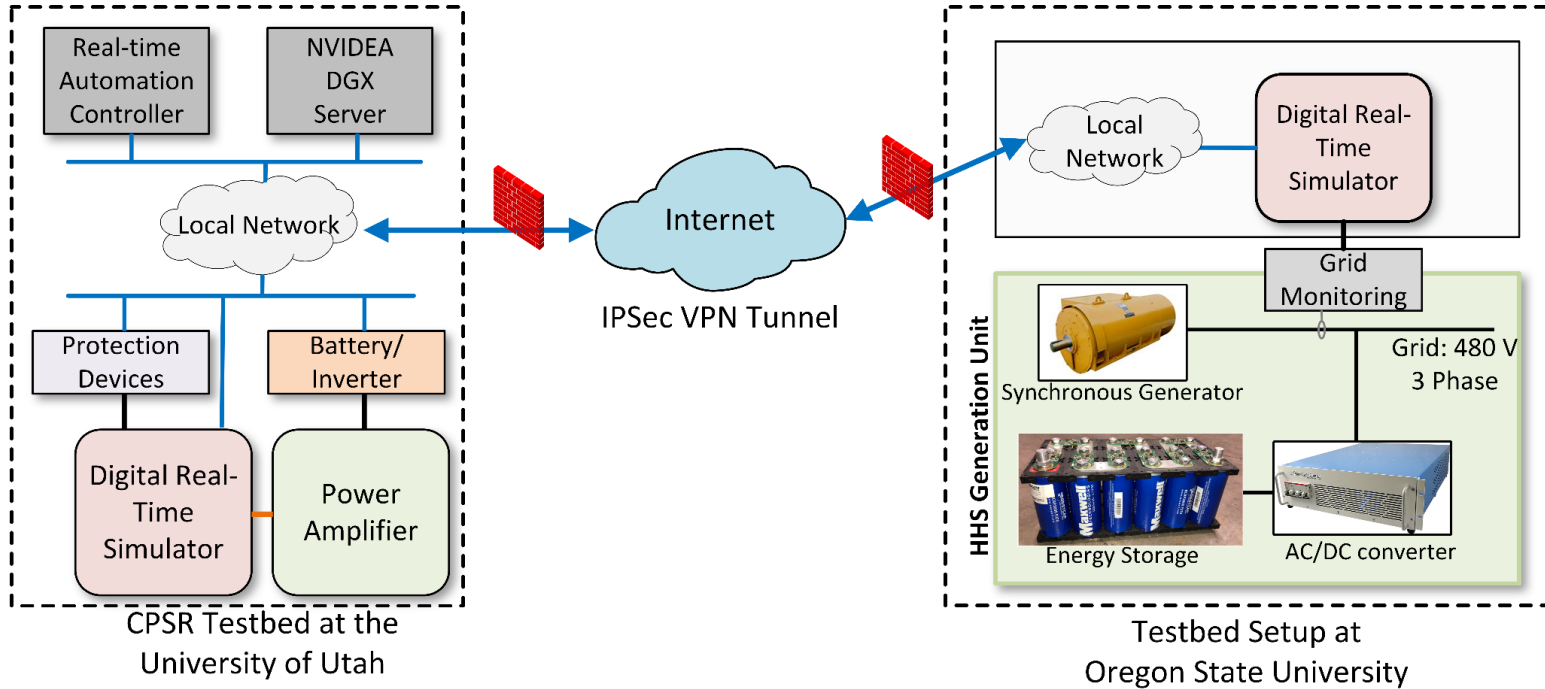 Real-time
Automation
Controller
NVIDEA
DGX
Server
Local Network
Protection
Devices
Battery/
Inverter
Digital Real-
Time
Simulator
Power
Amplifier
CPSR Testbed at the
University of Utah
Internet
IPSec VPN Tunnel
Local
Network
Digital Real-
Time
Simulator
Grid
Monitoring
HHS Generation Unit
Synchronous Generator
Grid: 480 V
3 Phase
Maxwell
Maxwell
Energy Storage
AC/DC converter
Testbed Setup at
Oregon State University